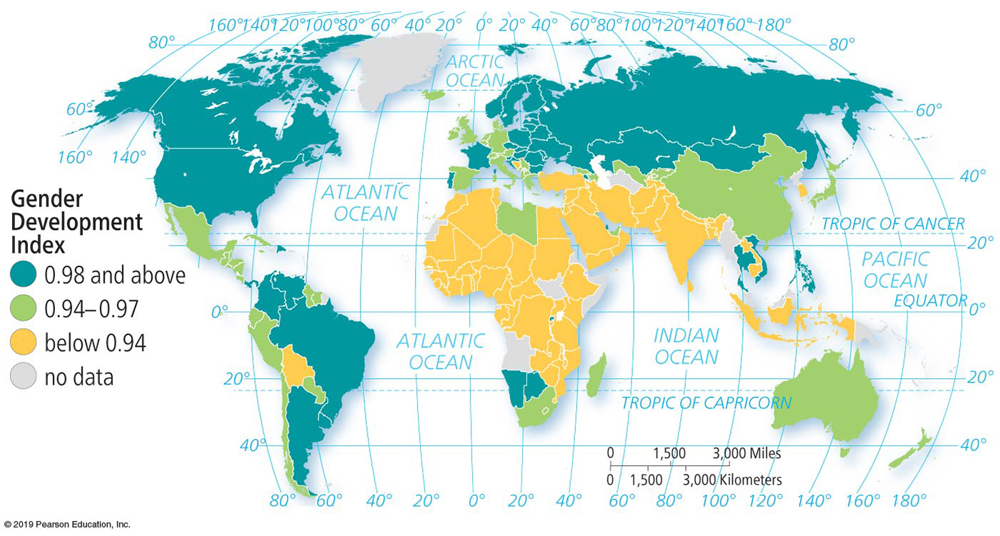 160°140°120°100°80° 60° 40° 20° 0° 20° 40° 60°80°100°120°140°160°180°
80° 80°
ARCTIC
OCEAN
60° 60°
160° 140°
40°
ATLANTIC
OCEAN
Gender
Development
Index
0.98 and above
0.94–0.97
below 0.94
no data
TROPIC OF CANCER
20°
PACIFIC
OCEAN
EQUATOR
0° 0°
ATLANTIC
OCEAN
INDIAN
OCEAN
20° 20°
TROPIC OF CAPRICORN
40° 40°
0 1,500 3,000 Miles
0 1,500 3,000 Kilometers
80° 60° 40° 20° 0° 20° 40° 60° 80° 100° 120° 140° 160° 180°
© 2019 Pearson Education, Inc.